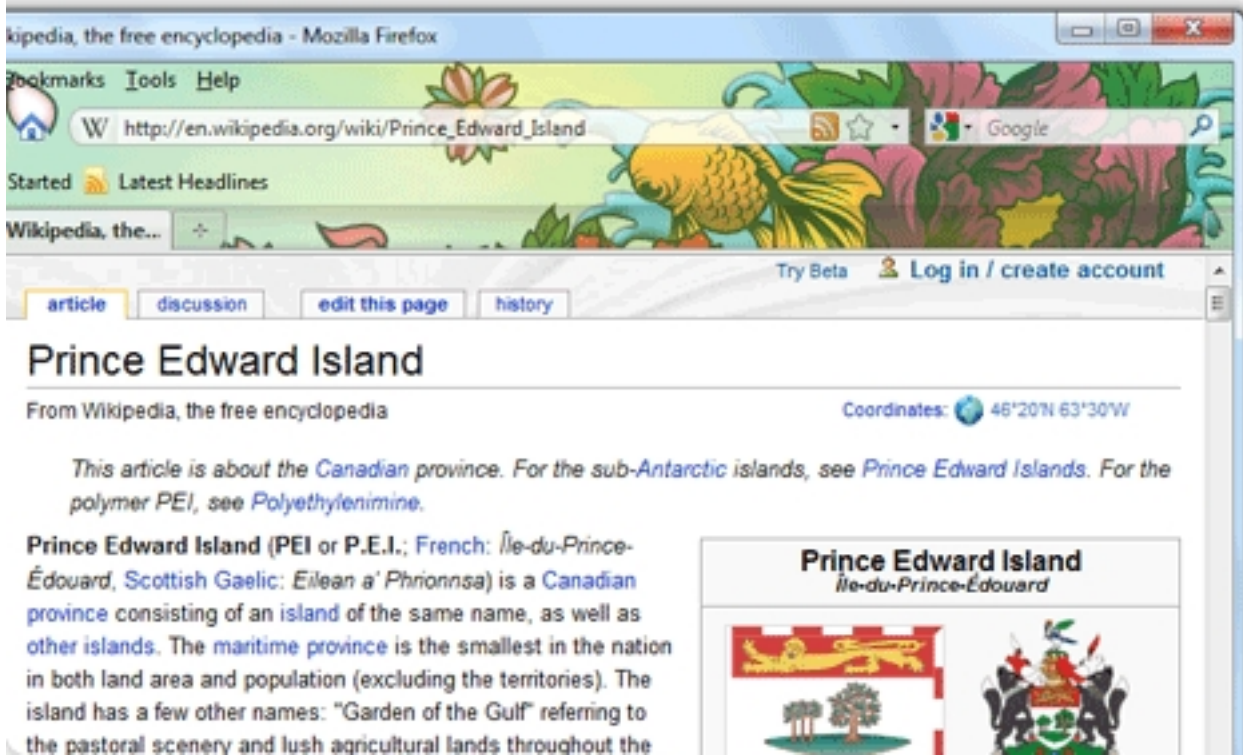 kipedia, the free encyclopedia - Mozilla Firefox
Bookmarks Tools Help
W http://en.wikipedia.org/wiki/Prince_Edward_Island Google
Started Latest Headlines
Wikipedia, the...
Try Beta Log in / create account
article discussion edit this page history
Prince Edward Island
From Wikipedia, the free encyclopedia Coordinates: 46°20'N 63°30'W
This article is about the Canadian province. For the sub-Antarctic islands, see Prince Edward Islands. For the
polymer PEI, see Polyethylenimine.
Prince Edward Island (PEI or P.E.I.; French: Île-du-Prince-
Édouard, Scottish Gaelic: Eilean a' Phrionnsa) is a Canadian
province consisting of an island of the same name, as well as
other islands. The maritime province is the smallest in the nation
in both land area and population (excluding the territories). The
island has a few other names: "Garden of the Gulf" referring to
the pastoral scenery and lush agricultural lands throughout the
Prince Edward Island
Île-du-Prince-Édouard